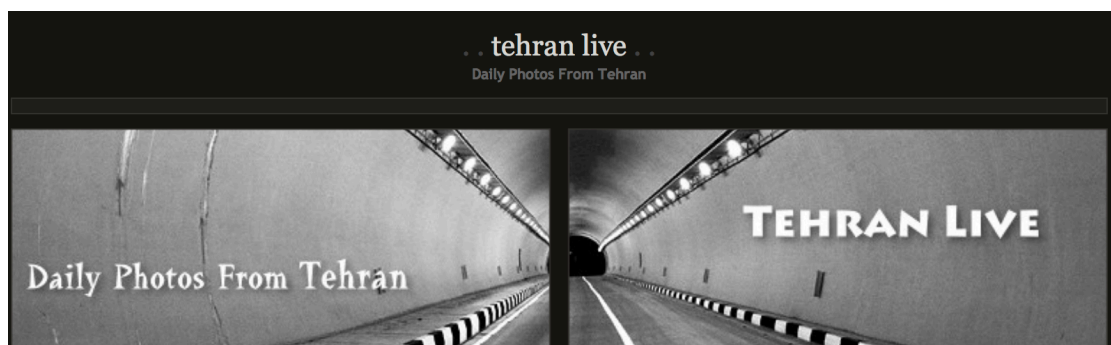 . . tehran live . .
Daily Photos From Tehran
Daily Photos From Tehran
Tehran Live